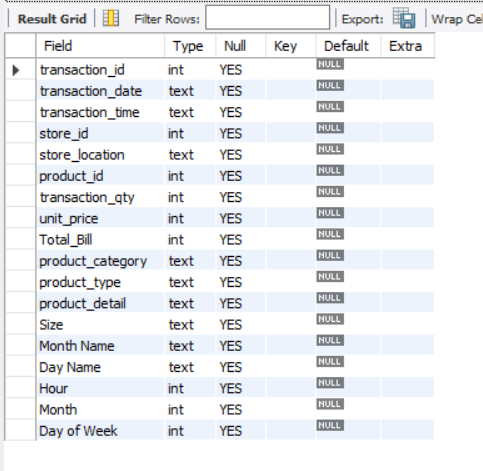 Result Grid Filter Rows: Export: Wrap Cel
Field Type Null Key Default Extra
transaction_id int YES NULL
transaction_date text YES NULL
transaction_time text YES NULL
store_id int YES NULL
store_location text YES NULL
product_id int YES NULL
transaction_qty int YES NULL
unit_price int YES NULL
Total_Bill int YES NULL
product_category text YES NULL
product_type text YES NULL
product_detail text YES NULL
Size text YES NULL
Month Name text YES NULL
Day Name text YES NULL
Hour int YES NULL
Month int YES NULL
Day of Week int YES NULL